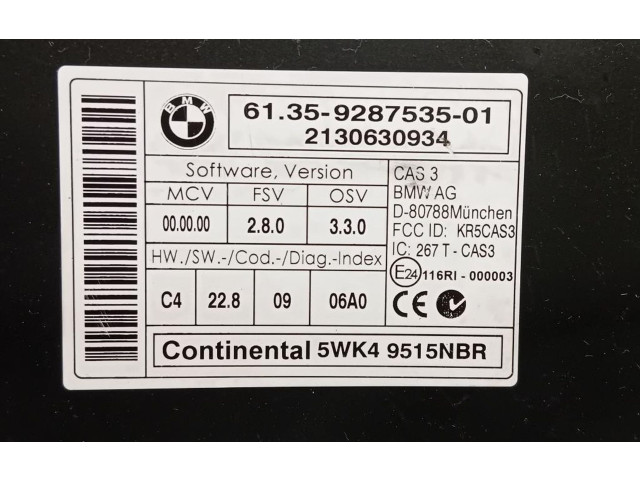 BMW
61.35-9287535-01
2130630934
Software, Version
MCV FSV OSV
00.00.00 2.8.0 3.3.0
HW./SW.-/Cod.-/Diag.-Index
C4 22.8 09 06A0
CAS 3
BMW AG
D-80788München
FCC ID: KR5CAS3
IC: 267 T - CAS3
E24 116RI - 000003
CE
Continental 5WK4 9515NBR